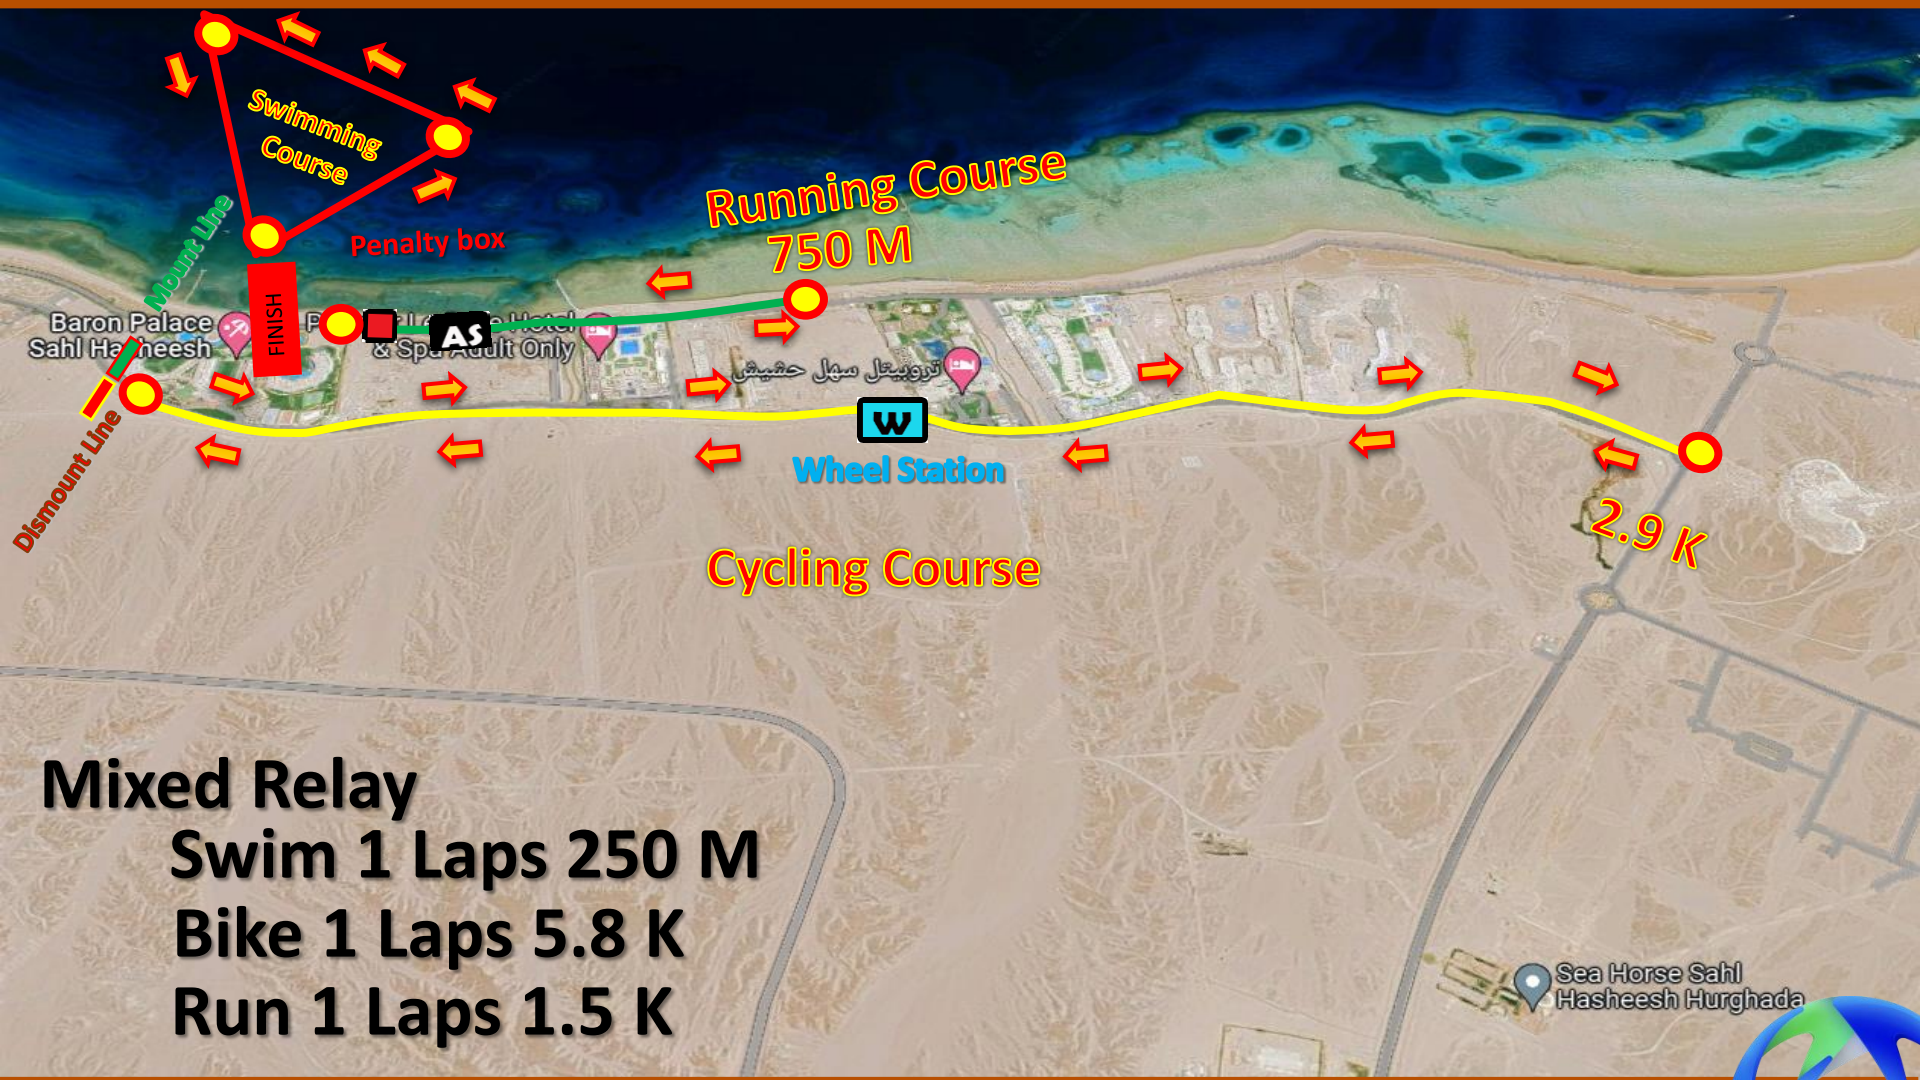 Swimming
Course
Mount Line
Penalty box
Running Course
750 M
FINISH
Baron Palace
Sahl Hasheesh
AS
Hotel
& Spa Adult Only
تروبيتل سهل حشيش
W
Wheel Station
Dismount Line
2.9 K
Cycling Course
Mixed Relay
Swim 1 Laps 250 M
Bike 1 Laps 5.8 K
Run 1 Laps 1.5 K
Sea Horse Sahl
Hasheesh Hurghada